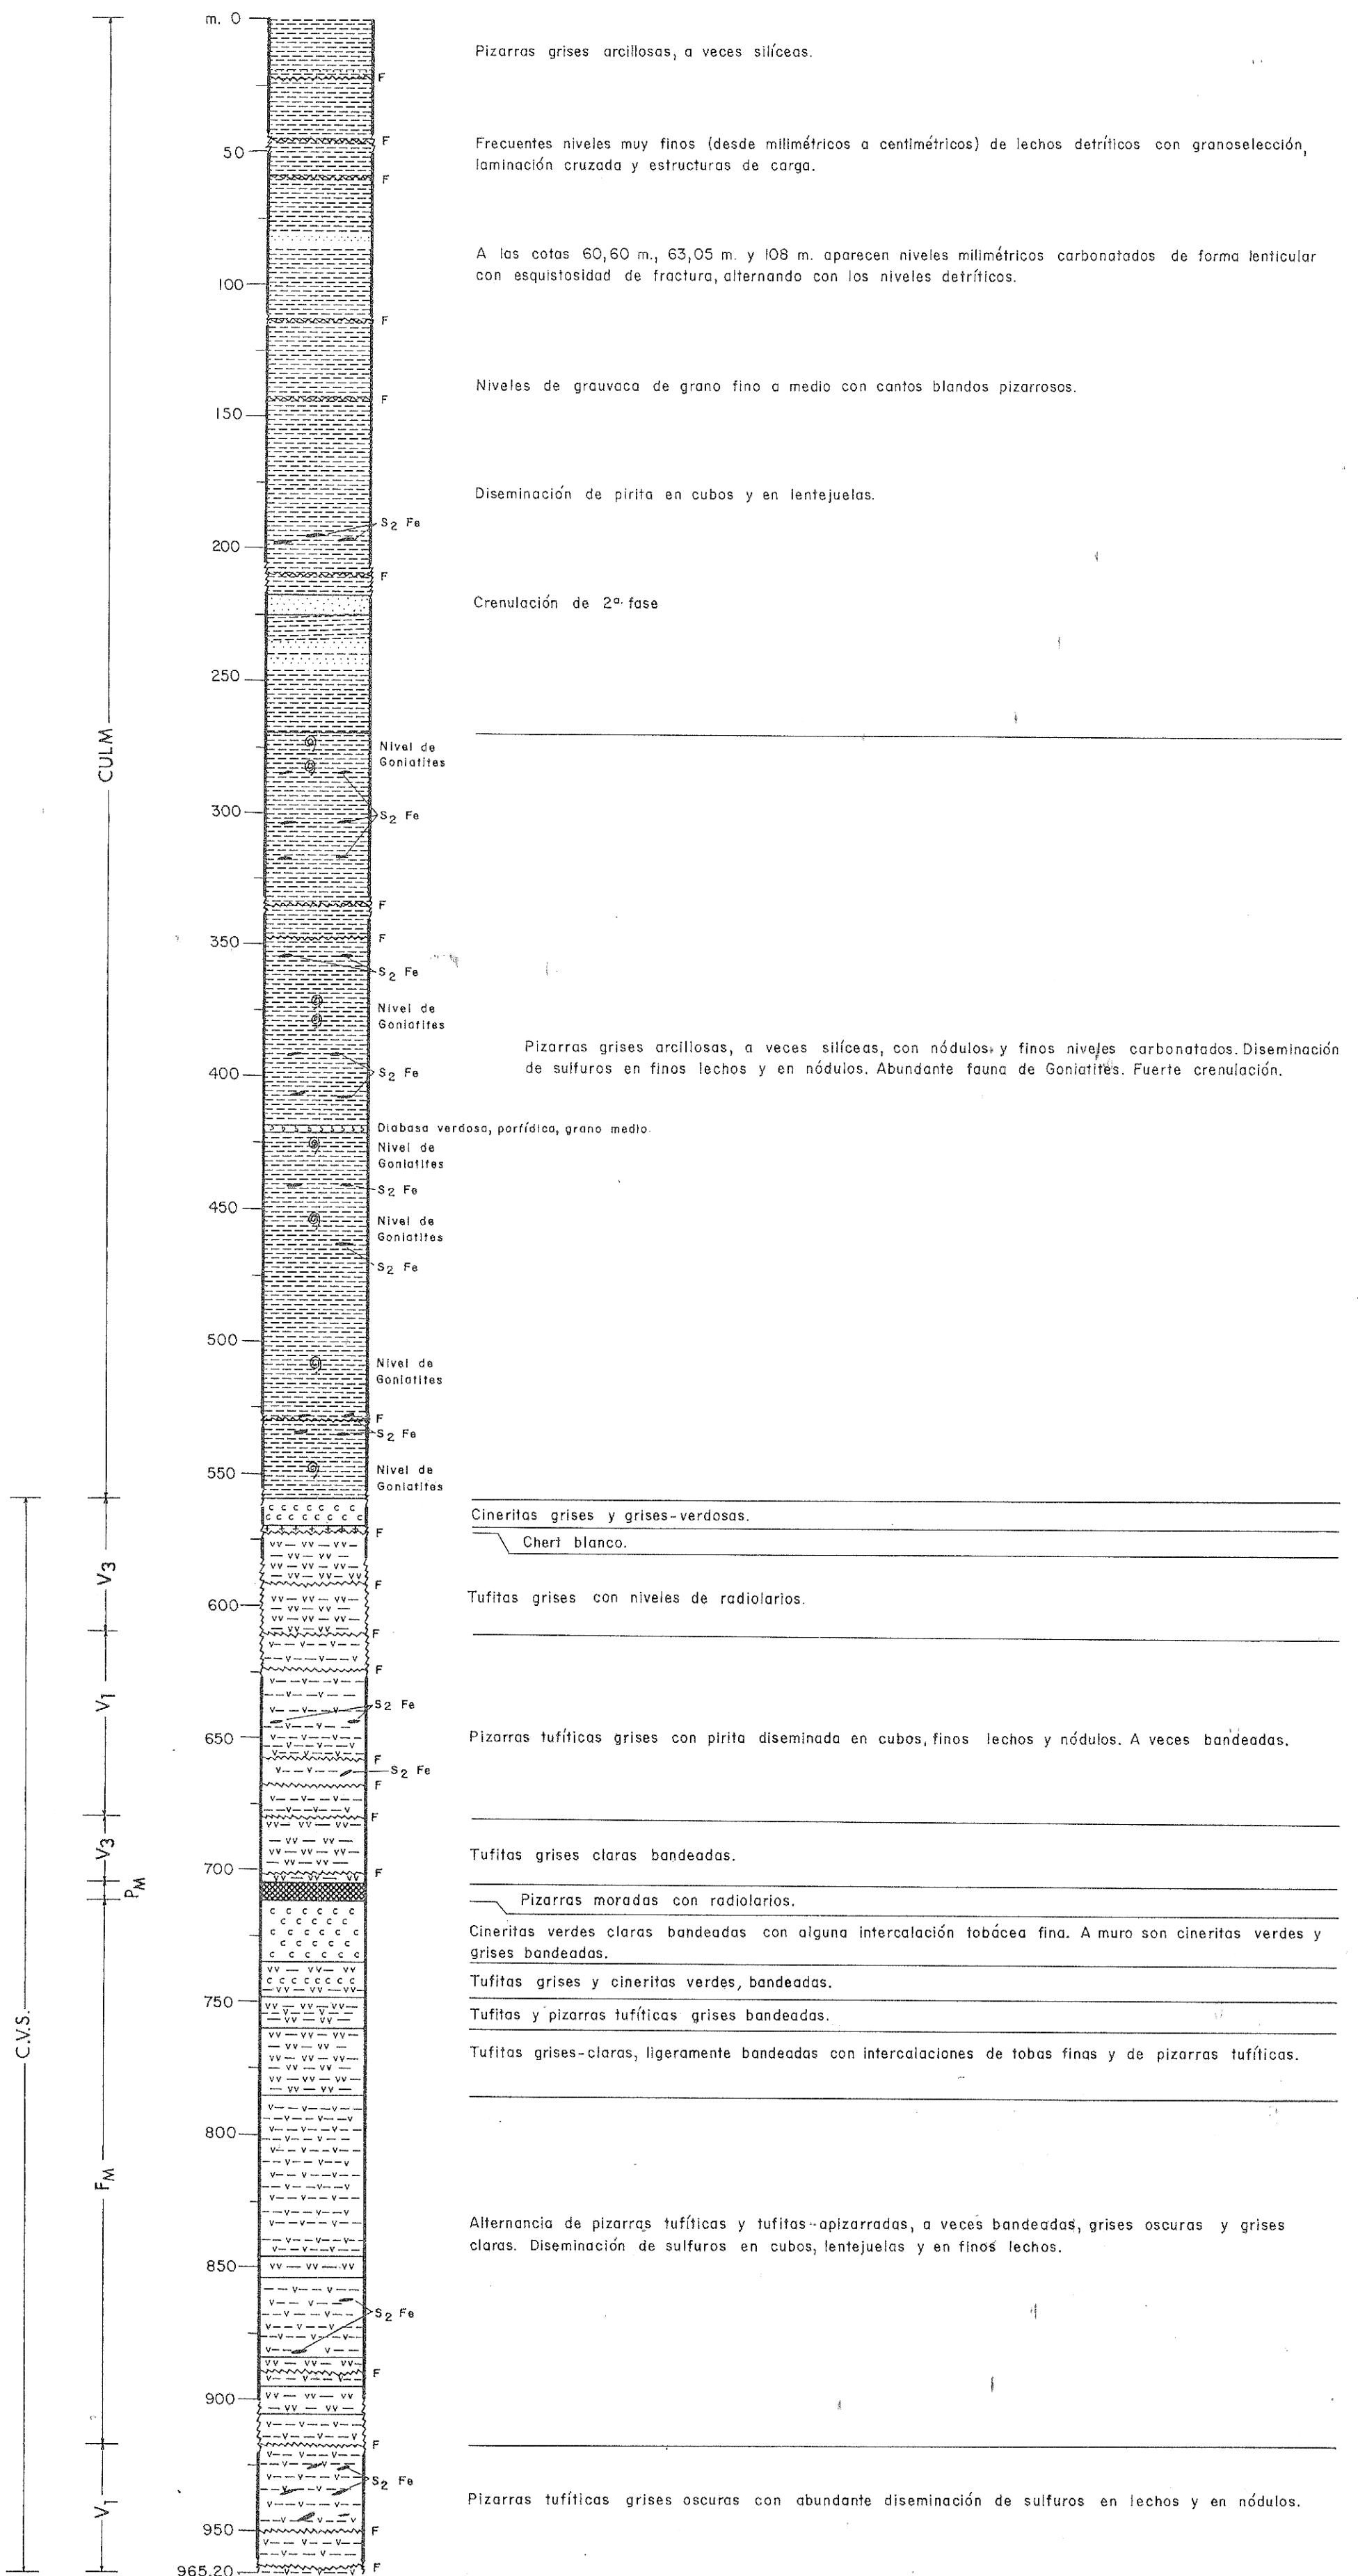 m. 0
Pizarras grises arcillosas, a veces silíceas.
F
F
50
Frecuentes niveles muy finos (desde milimétricos a centimétricos) de lechos detríticos con granoselección,
laminación cruzada y estructuras de carga.
F
A las cotas 60,60 m., 63,05 m. y 108 m. aparecen niveles milimétricos carbonatados de forma lenticular
con esquistosidad de fractura, alternando con los niveles detríticos.
100
F
Niveles de grauvaca de grano fino a medio con cantos blandos pizarrosos.
F
150
Diseminación de pirita en cubos y en lentejuelas.
S2 Fe
200
F
Crenulación de 2ª fase
250
CULM
Nivel de
Goniatites
300
S2 Fe
F
350
F
S2 Fe
Nivel de
Goniatites
Pizarras grises arcillosas, a veces silíceas, con nódulos y finos niveles carbonatados. Diseminación
de sulfuros en finos lechos y en nódulos. Abundante fauna de Goniatites. Fuerte crenulación.
400
S2 Fe
Diabasa verdosa, porfídica, grano medio.
Nivel de
Goniatites
S2 Fe
450
Nivel de
Goniatites
S2 Fe
500
Nivel de
Goniatites
F
S2 Fe
550
Nivel de
Goniatites
Cineritas grises y grises-verdosas.
F
Chert blanco.
V3
F
600
Tufitas grises con niveles de radiolarios.
F
F
V1
S2 Fe
650
Pizarras tufíticas grises con pirita diseminada en cubos, finos lechos y nódulos. A veces bandeadas.
F
S2 Fe
F
F
V3
700
Tufitas grises claras bandeadas.
F
PM
Pizarras moradas con radiolarios.
Cineritas verdes claras bandeadas con alguna intercalación tobácea fina. A muro son cineritas verdes y
grises bandeadas.
Tufitas grises y cineritas verdes, bandeadas.
750
Tufitas y pizarras tufíticas grises bandeadas.
C.V.S.
Tufitas grises-claras, ligeramente bandeadas con intercalaciones de tobas finas y de pizarras tufíticas.
800
FM
Alternancia de pizarras tufíticas y tufitas apizarradas, a veces bandeadas, grises oscuras y grises
claras. Diseminación de sulfuros en cubos, lentejuelas y en finos lechos.
850
S2 Fe
F
900
F
S2 Fe
V1
Pizarras tufíticas grises oscuras con abundante diseminación de sulfuros en lechos y en nódulos.
950
F
965,20
F